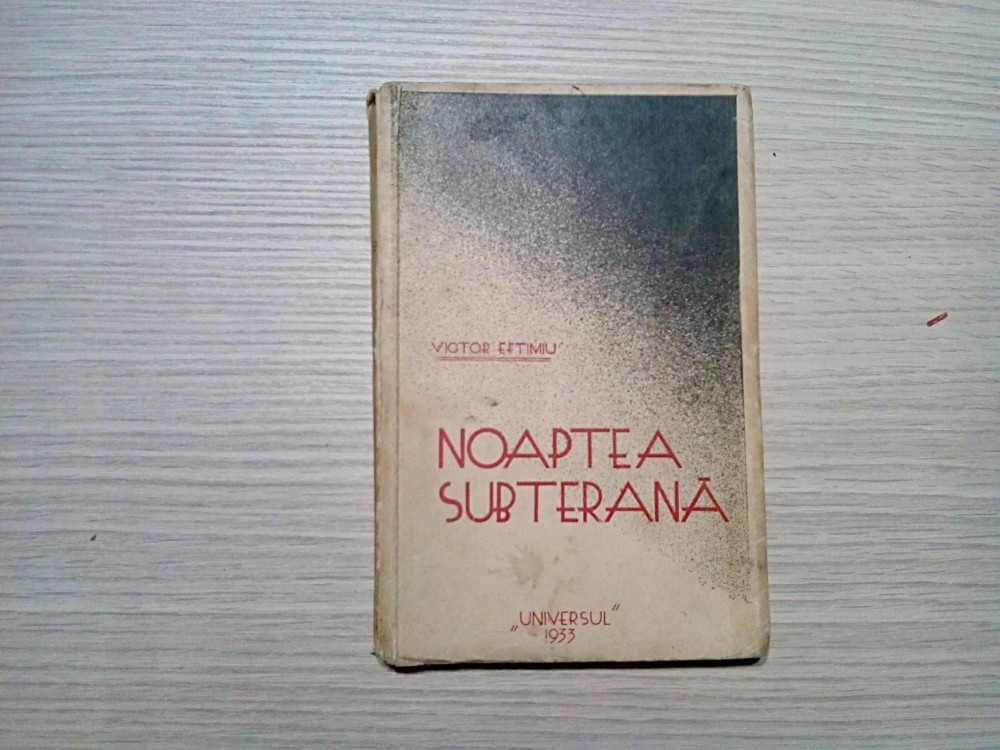 VICTOR EFTIMIU
NOAPTEA
SUBTERANĂ
„UNIVERSUL”
1933